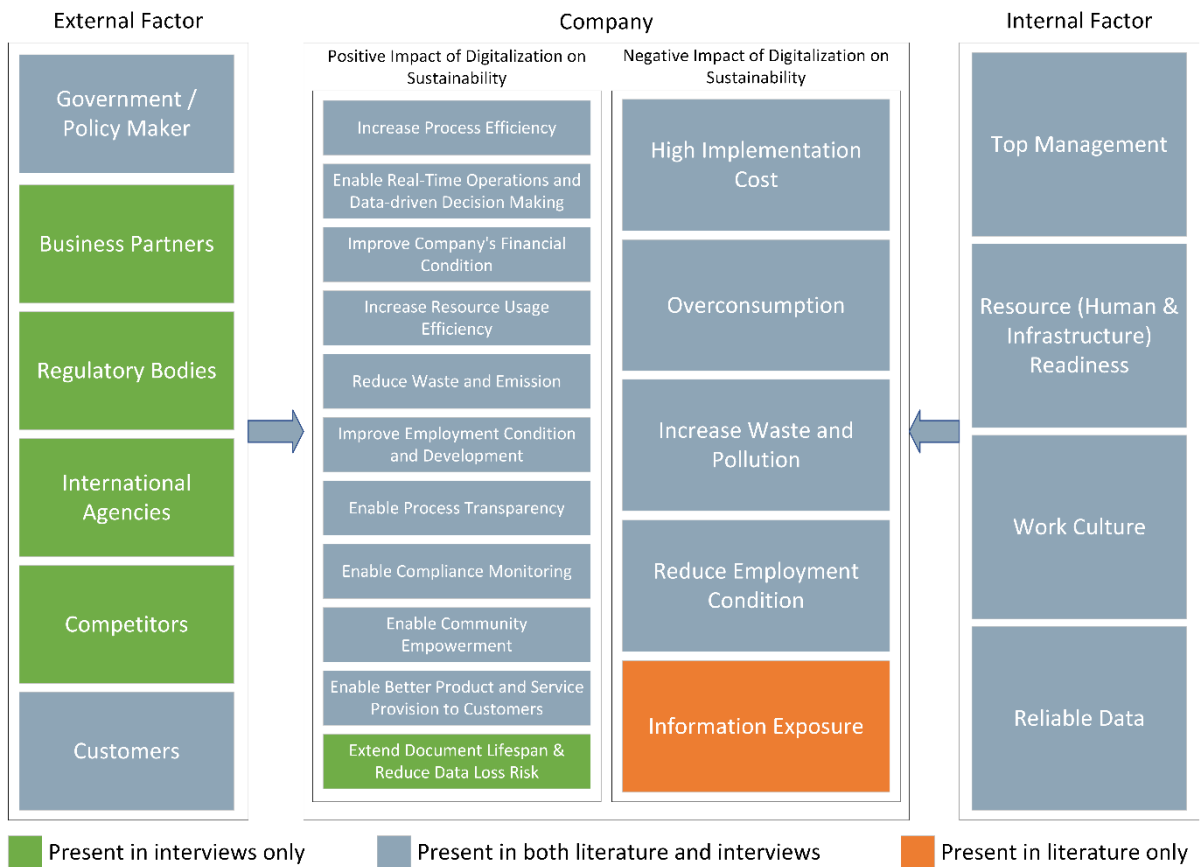 External Factor
Government /
Policy Maker
Business Partners
Regulatory Bodies
International
Agencies
Competitors
Customers
Company
Positive Impact of Digitalization on
Sustainability
Increase Process Efficiency
Enable Real-Time Operations and
Data-driven Decision Making
Improve Company's Financial
Condition
Increase Resource Usage
Efficiency
Reduce Waste and Emission
Improve Employment Condition
and Development
Enable Process Transparency
Enable Compliance Monitoring
Enable Community
Empowerment
Enable Better Product and Service
Provision to Customers
Extend Document Lifespan &
Reduce Data Loss Risk
Negative Impact of Digitalization on
Sustainability
High Implementation
Cost
Overconsumption
Increase Waste and
Pollution
Reduce Employment
Condition
Information Exposure
Internal Factor
Top Management
Resource (Human &
Infrastructure)
Readiness
Work Culture
Reliable Data
Present in interviews only
Present in both literature and interviews
Present in literature only